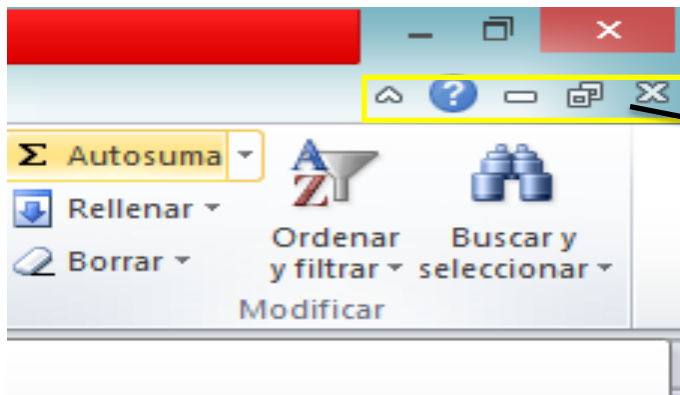 Σ Autosuma
Rellenar
Borrar
A
Z
Ordenar
y filtrar
Buscar y
seleccionar
Modificar
?